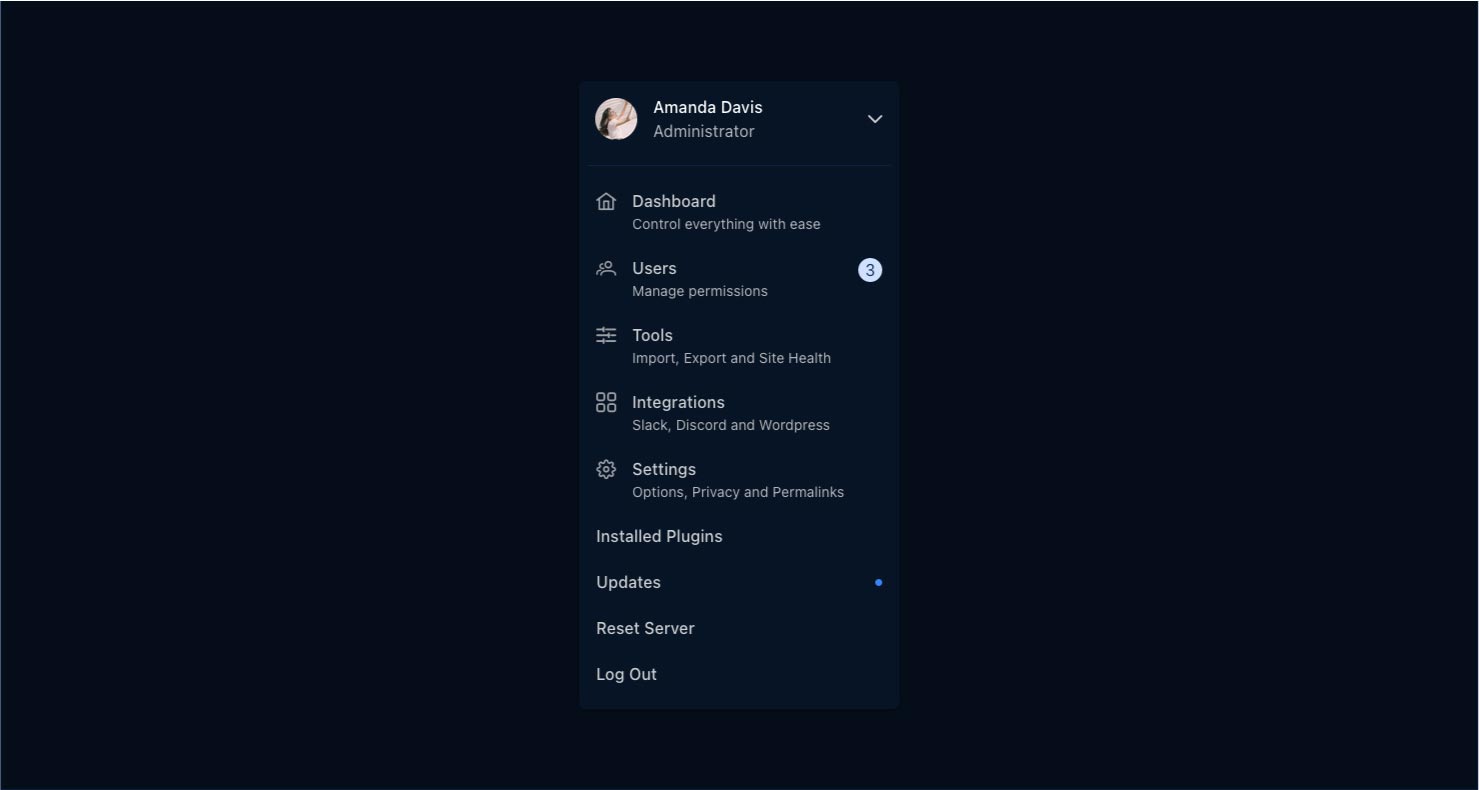 Amanda Davis
Administrator
Dashboard
Control everything with ease
Users
3
Manage permissions
Tools
Import, Export and Site Health
Integrations
Slack, Discord and Wordpress
Settings
Options, Privacy and Permalinks
Installed Plugins
Updates
Reset Server
Log Out